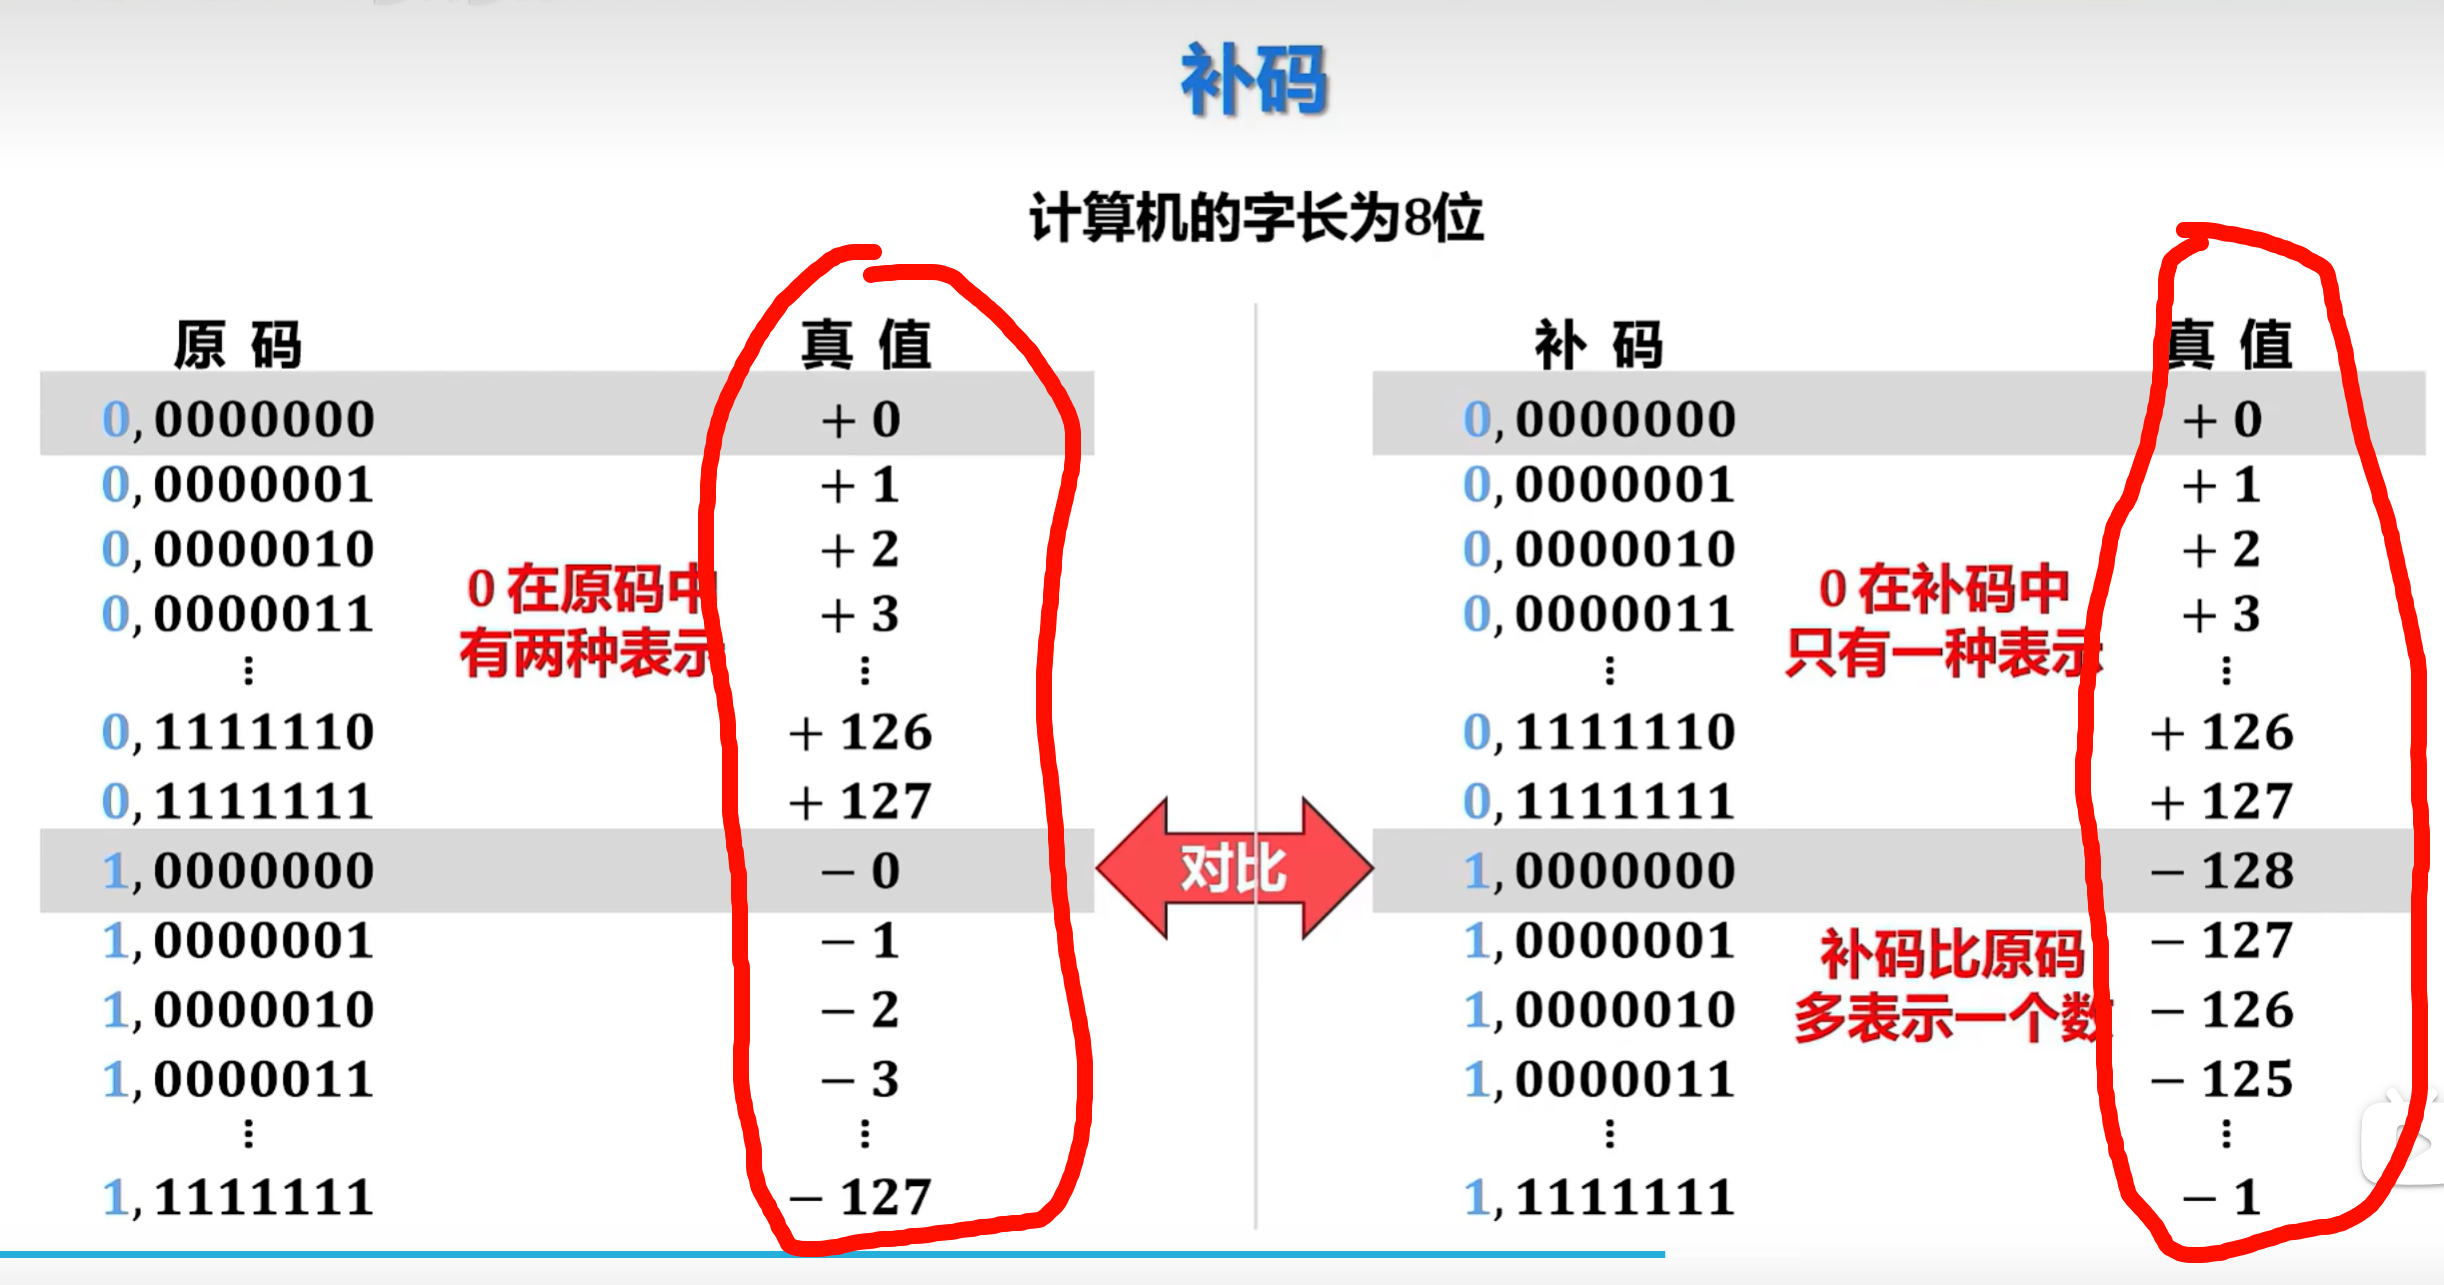 补码
计算机的字长为8位
原 码 真 值
0,0000000 + 0
0,0000001 + 1
0,0000010 + 2
0,0000011 + 3
⋮ ⋮
0,1111110 + 126
0,1111111 + 127
1,0000000 − 0
1,0000001 − 1
1,0000010 − 2
1,0000011 − 3
⋮ ⋮
1,1111111 − 127
0 在原码中
有两种表示
对比
补 码 真 值
0,0000000 + 0
0,0000001 + 1
0,0000010 + 2
0,0000011 + 3
⋮ ⋮
0,1111110 + 126
0,1111111 + 127
1,0000000 − 128
1,0000001 − 127
1,0000010 − 126
1,0000011 − 125
⋮ ⋮
1,1111111 − 1
0 在补码中
只有一种表示
补码比原码
多表示一个数